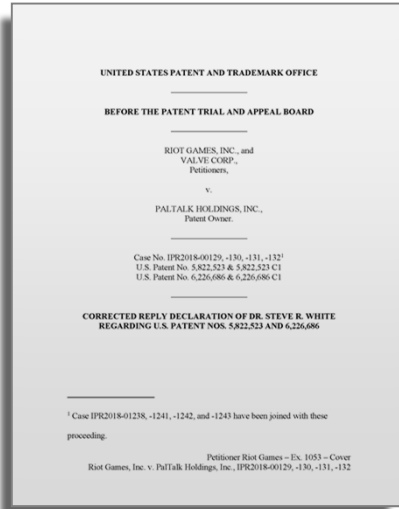 UNITED STATES PATENT AND TRADEMARK OFFICE
BEFORE THE PATENT TRIAL AND APPEAL BOARD
RIOT GAMES, INC., and
VALVE CORP.,
Petitioners,
v.
PALTALK HOLDINGS, INC.,
Patent Owner.
Case No. IPR2018-00129, -130, -131, -132¹
U.S. Patent No. 5,822,523 & 5,822,523 C1
U.S. Patent No. 6,226,686 & 6,226,686 C1
CORRECTED REPLY DECLARATION OF DR. STEVE R. WHITE
REGARDING U.S. PATENT NOS. 5,822,523 AND 6,226,686
¹ Case IPR2018-01238, -1241, -1242, and -1243 have been joined with these
proceeding.
Petitioner Riot Games – Ex. 1053 – Cover
Riot Games, Inc. v. PalTalk Holdings, Inc., IPR2018-00129, -130, -131, -132